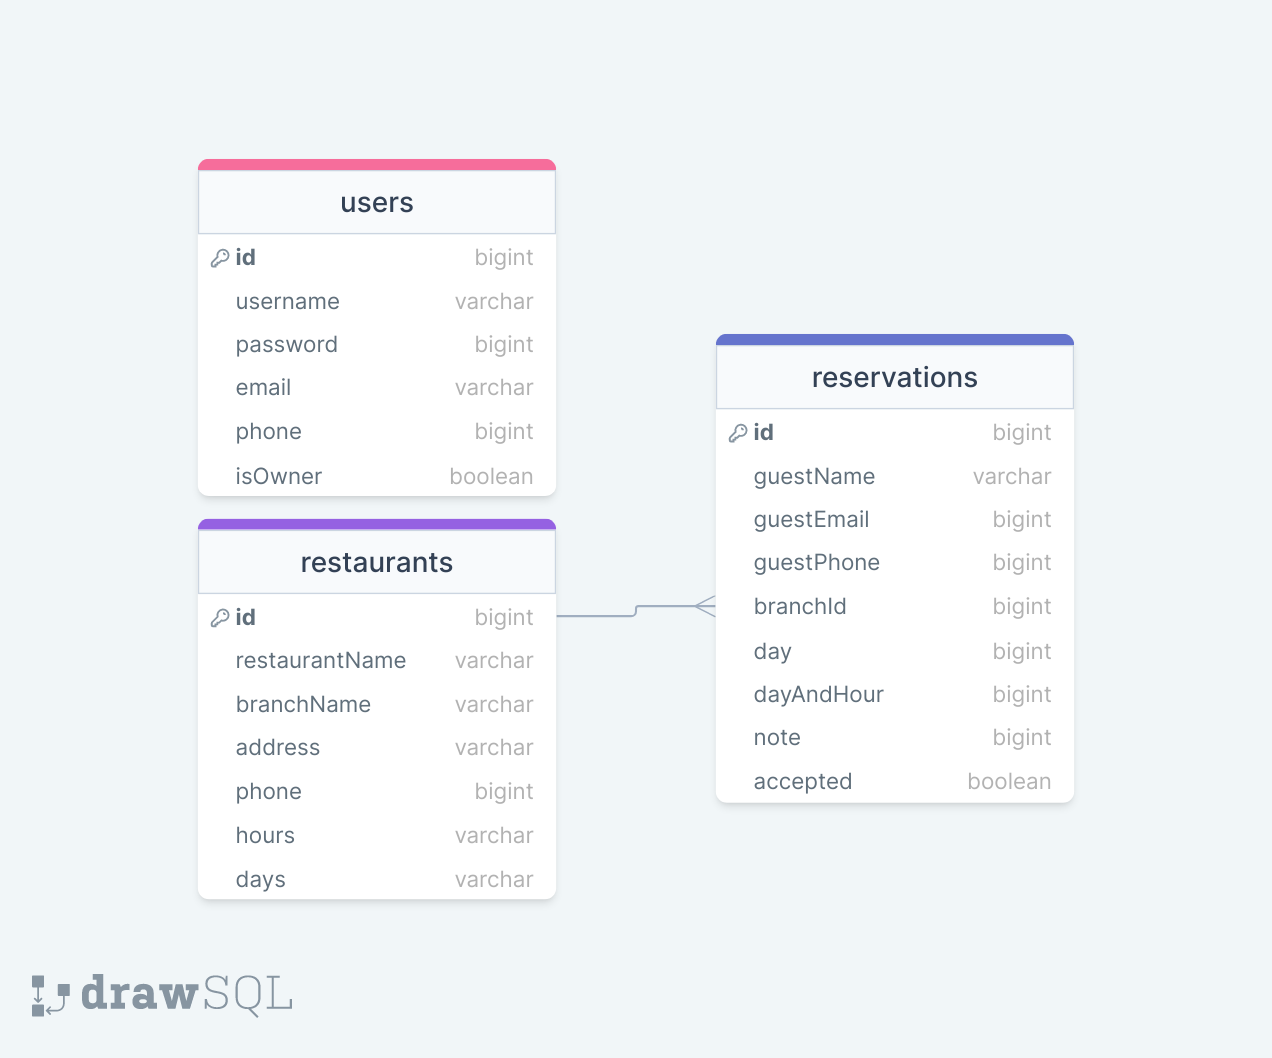 users
id bigint
username varchar
password bigint
email varchar
phone bigint
isOwner boolean
restaurants
id bigint
restaurantName varchar
branchName varchar
address varchar
phone bigint
hours varchar
days varchar
reservations
id bigint
guestName varchar
guestEmail bigint
guestPhone bigint
branchId bigint
day bigint
dayAndHour bigint
note bigint
accepted boolean
drawSQL